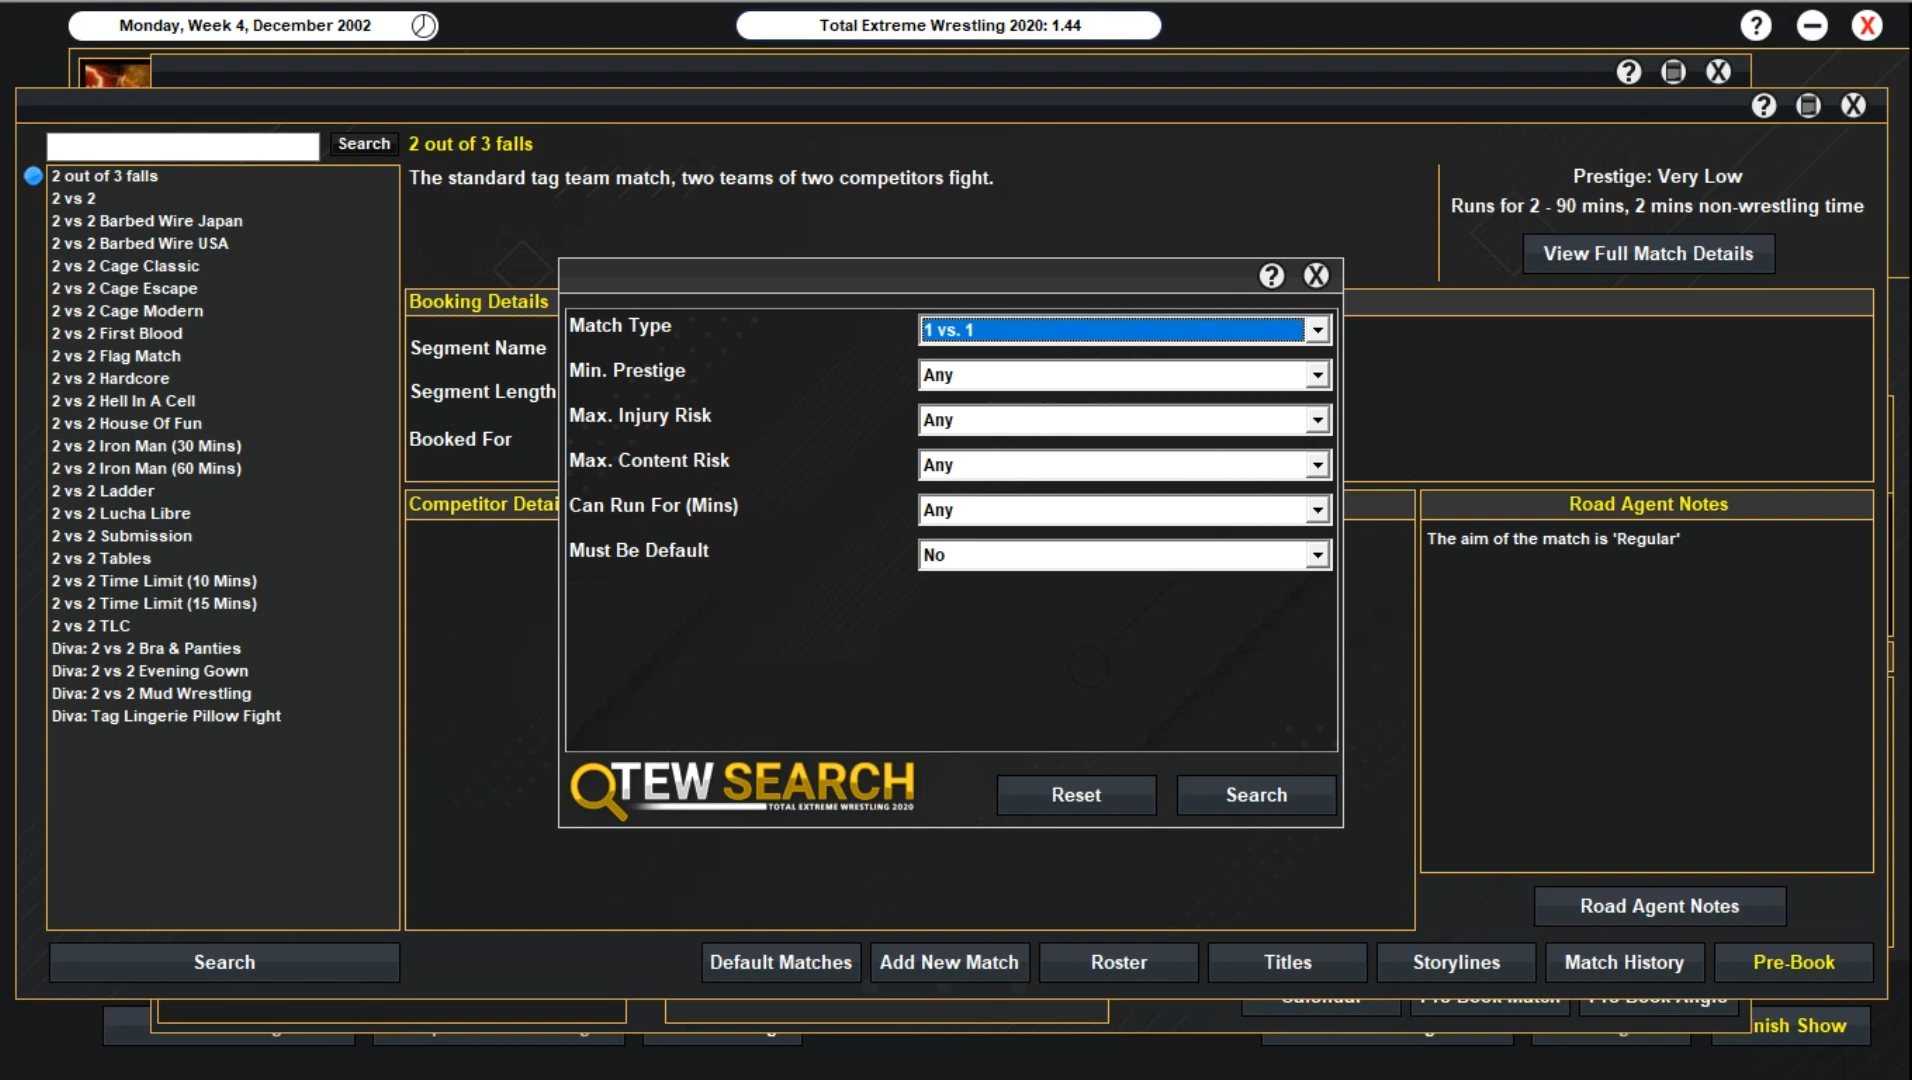 Monday, Week 4, December 2002
Total Extreme Wrestling 2020: 1.44
Search
2 out of 3 falls
The standard tag team match, two teams of two competitors fight.
Prestige: Very Low
Runs for 2 - 90 mins, 2 mins non-wrestling time
View Full Match Details
2 out of 3 falls
2 vs 2
2 vs 2 Barbed Wire Japan
2 vs 2 Barbed Wire USA
2 vs 2 Cage Classic
2 vs 2 Cage Escape
2 vs 2 Cage Modern
2 vs 2 First Blood
2 vs 2 Flag Match
2 vs 2 Hardcore
2 vs 2 Hell In A Cell
2 vs 2 House Of Fun
2 vs 2 Iron Man (30 Mins)
2 vs 2 Iron Man (60 Mins)
2 vs 2 Ladder
2 vs 2 Lucha Libre
2 vs 2 Submission
2 vs 2 Tables
2 vs 2 Time Limit (10 Mins)
2 vs 2 Time Limit (15 Mins)
2 vs 2 TLC
Diva: 2 vs 2 Bra & Panties
Diva: 2 vs 2 Evening Gown
Diva: 2 vs 2 Mud Wrestling
Diva: Tag Lingerie Pillow Fight
Booking Details
Segment Name
Segment Length
Booked For
Competitor Detai
Match Type
1 vs. 1
Min. Prestige
Any
Max. Injury Risk
Any
Max. Content Risk
Any
Can Run For (Mins)
Any
Must Be Default
No
TEW SEARCH
TOTAL EXTREME WRESTLING 2020
Reset
Search
Road Agent Notes
The aim of the match is 'Regular'
Road Agent Notes
Search
Default Matches
Add New Match
Roster
Titles
Storylines
Match History
Pre-Book
Calendar
Pre-Book Match
Pre-Book Angle
nish Show